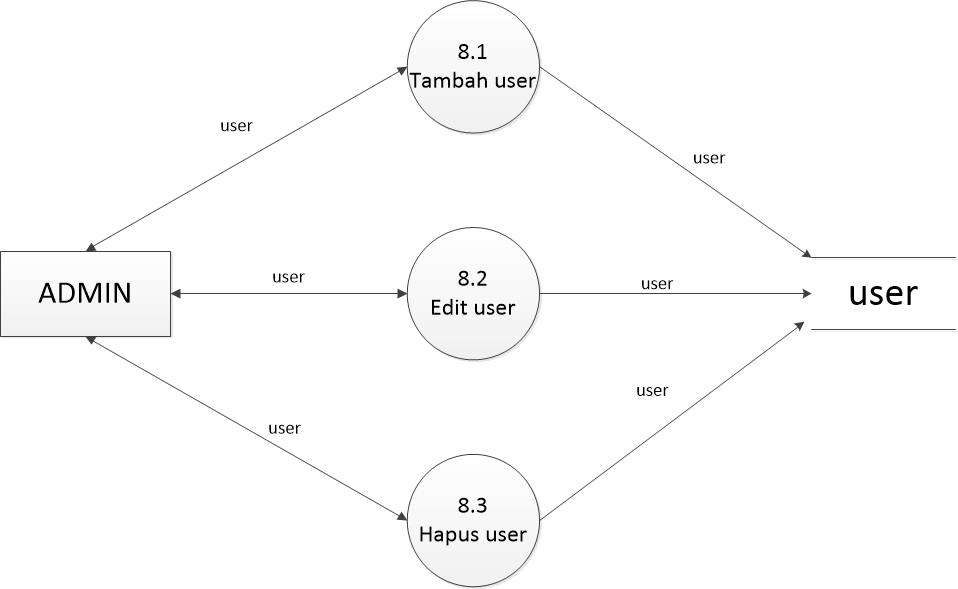 8.1
Tambah user
user
user
ADMIN
user
8.2
Edit user
user
user
user
user
8.3
Hapus user